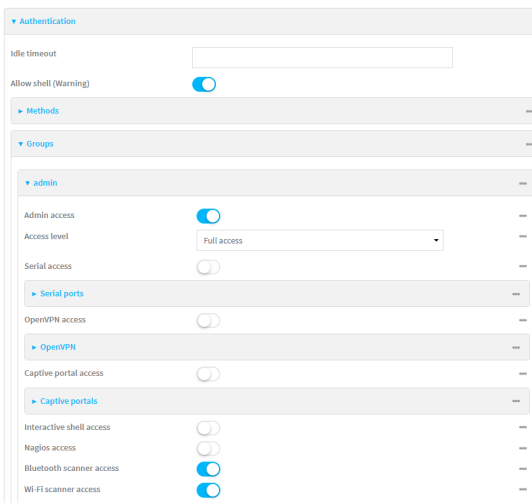 Authentication
Idle timeout
Allow shell (Warning)
Methods
Groups
admin
Admin access
Access level
Full access
Serial access
Serial ports
OpenVPN access
OpenVPN
Captive portal access
Captive portals
Interactive shell access
Nagios access
Bluetooth scanner access
Wi-Fi scanner access